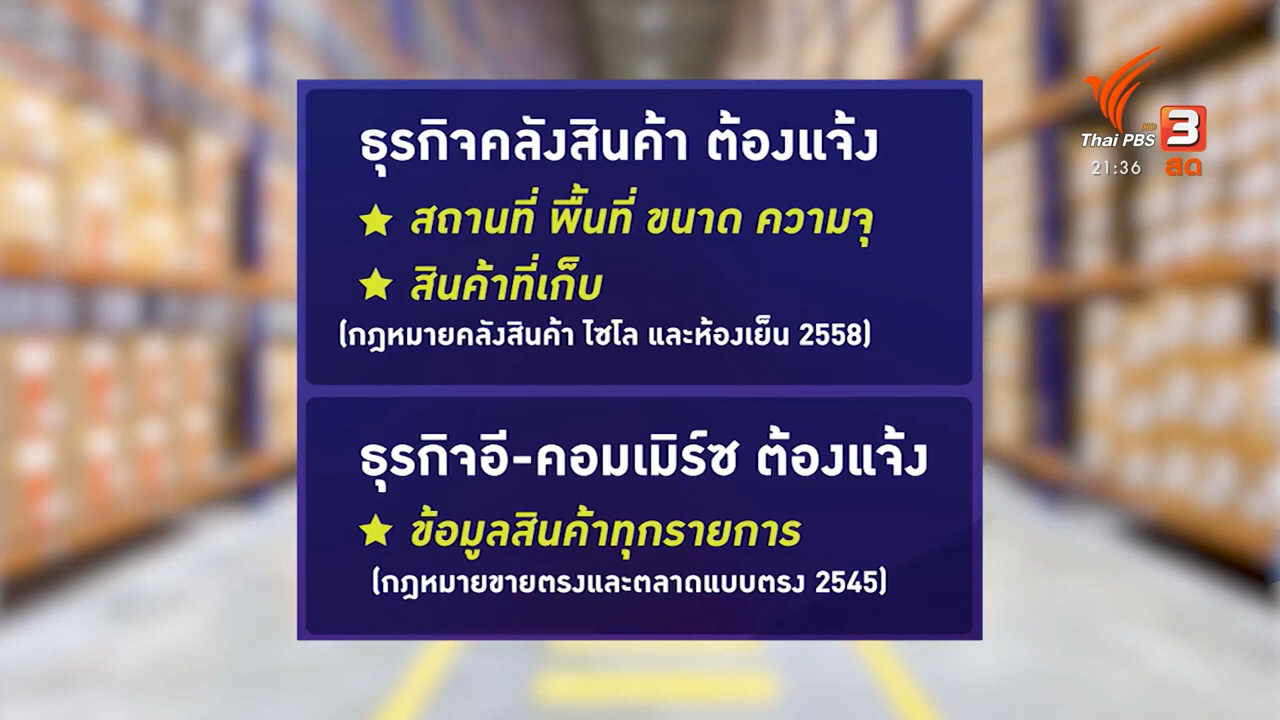 ธุรกิจคลังสินค้า ต้องแจ้ง
สถานที่ พื้นที่ ขนาด ความจุ
สินค้าที่เก็บ
(กฎหมายคลังสินค้า ไซโล และห้องเย็น 2558)
ธุรกิจอี-คอมเมิร์ซ ต้องแจ้ง
ข้อมูลสินค้าทุกรายการ
(กฎหมายขายตรงและตลาดแบบตรง 2545)
Thai PBS HD 3
21:36 สด